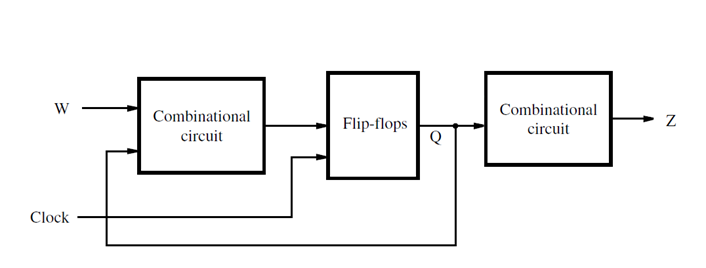 W
Combinational
circuit
Flip-flops
Q
Combinational
circuit
Z
Clock